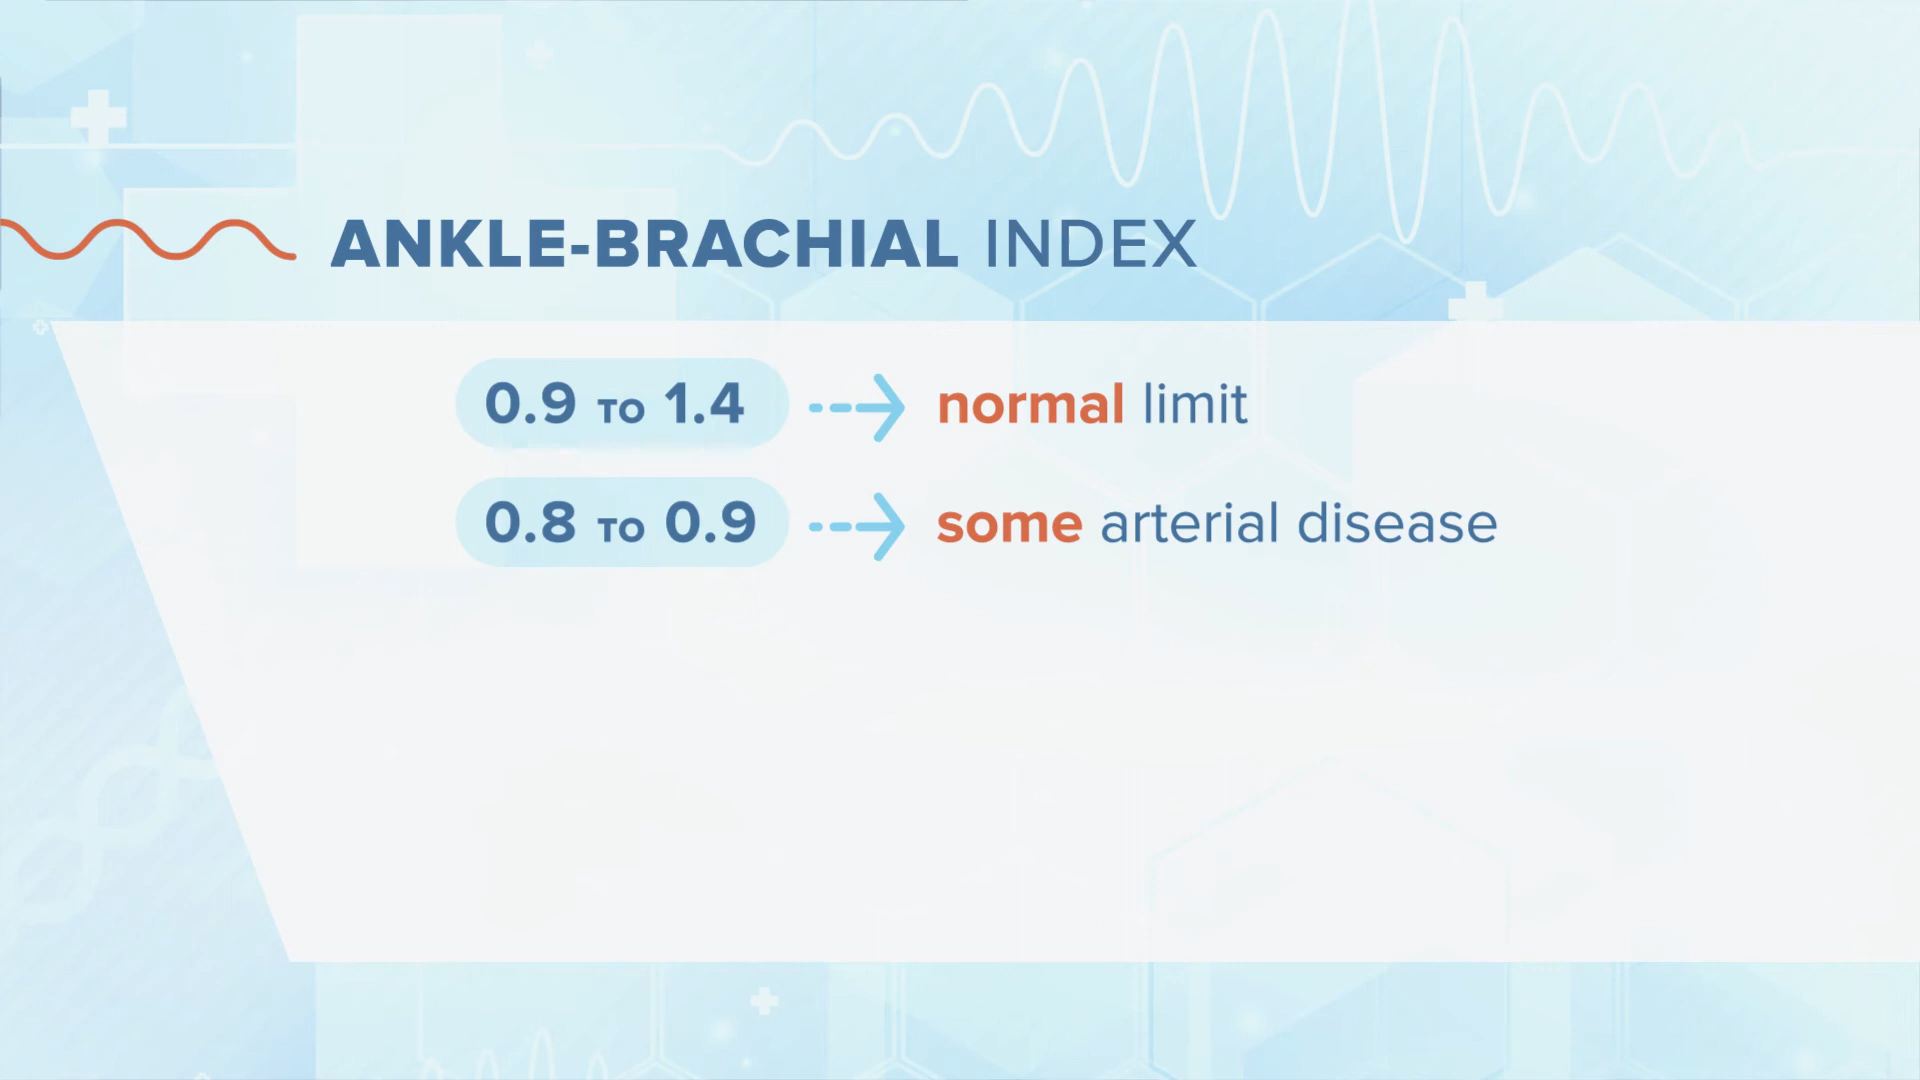 ANKLE-BRACHIAL INDEX
0.9 TO 1.4 normal limit
0.8 TO 0.9 some arterial disease